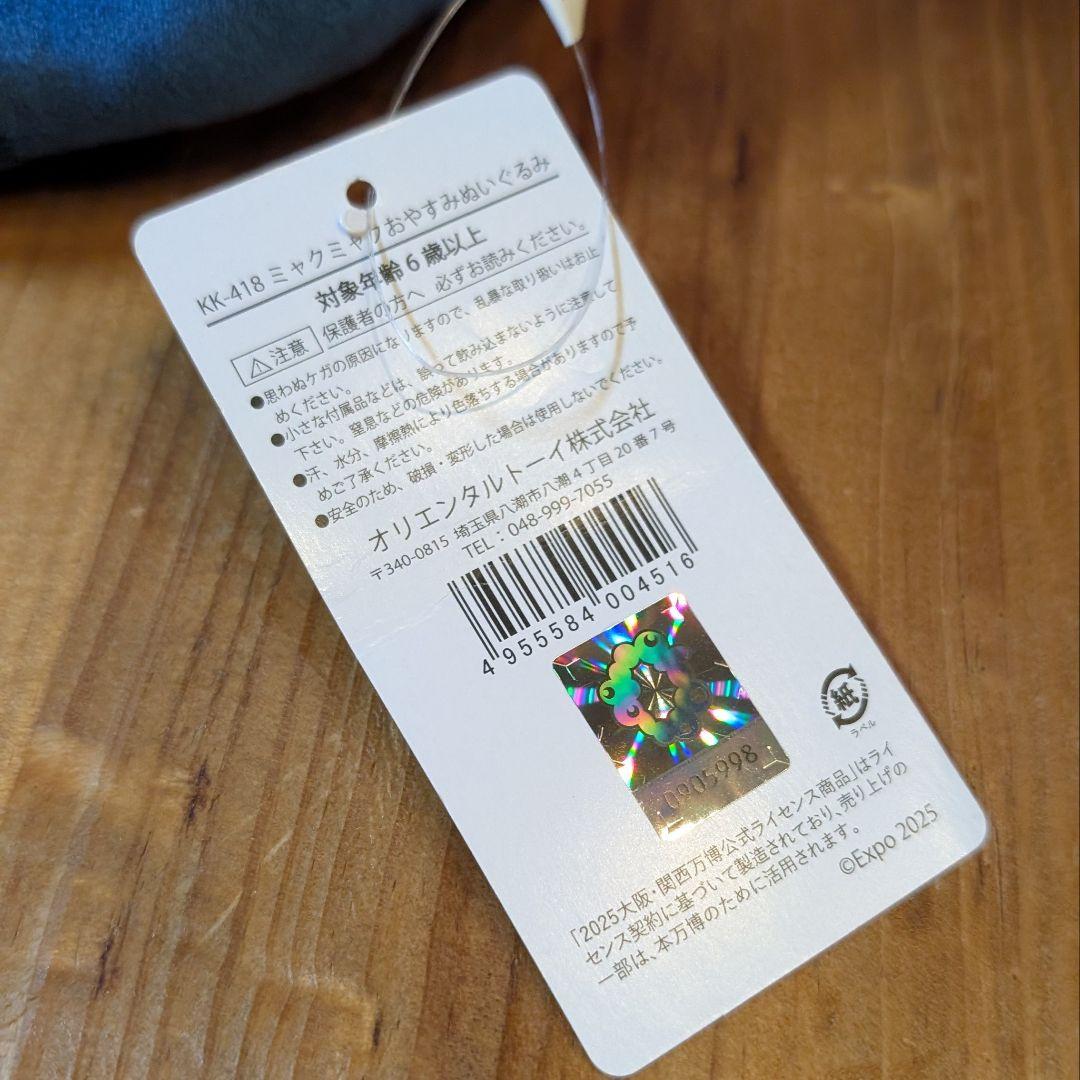 KK-418 ミャクミャクおやすみぬいぐるみ
対象年齢6歳以上
⚠注意 保護者の方へ 必ずお読みください。
●思わぬケガの原因になりますので、乱暴な取り扱いはお止
めください。
●小さな付属品などは、誤って飲み込まないように注意して
下さい。窒息などの危険があります。
●汗、水分、摩擦熱により色落ちする場合がありますので予
めご了承ください。
●安全のため、破損・変形した場合は使用しないでください。
オリエンタルトーイ株式会社
〒340-0815 埼玉県八潮市八潮4丁目20番7号
TEL：048-999-7055
4 955584 004516
0905998
紙
ラベル
「2025大阪・関西万博公式ライセンス商品」はライ
センス契約に基づいて製造されており、売り上げの
一部は、本万博のために活用されます。
©Expo 2025